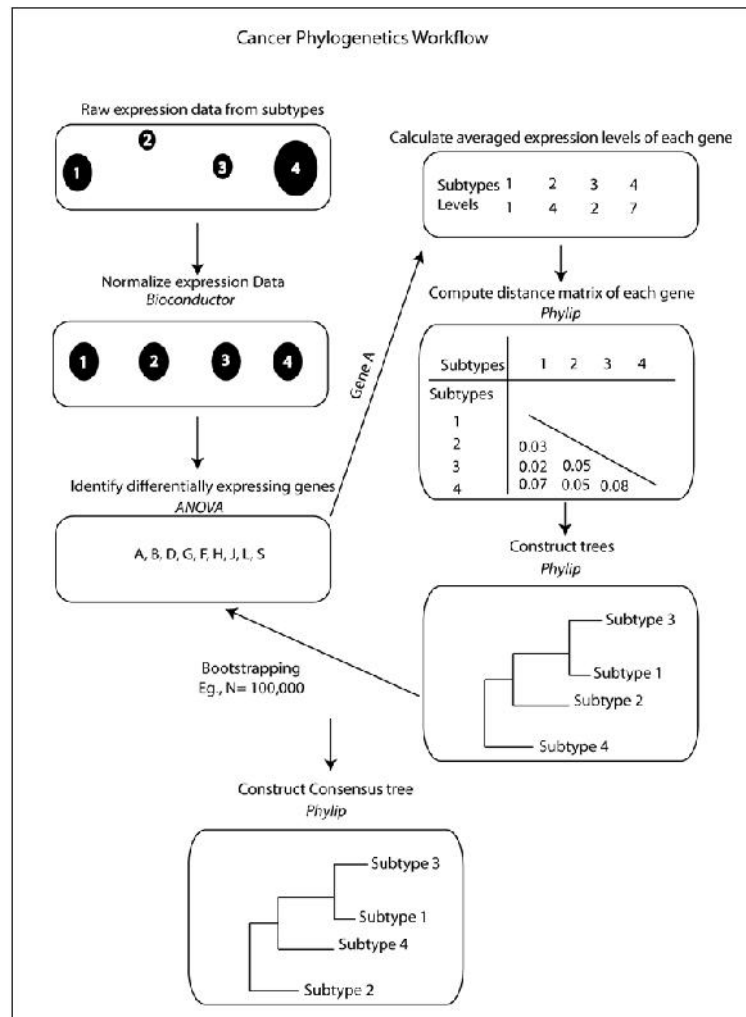 Cancer Phylogenetics Workflow
Raw expression data from subtypes
1 2 3 4
Normalize expression Data
Bioconductor
1 2 3 4
Identify differentially expressing genes
ANOVA
A, B, D, G, F, H, J, L, S
Gene A
Calculate averaged expression levels of each gene
Subtypes 1 2 3 4
Levels 1 4 2 7
Compute distance matrix of each gene
Phylip
Subtypes 1 2 3 4
Subtypes
1
2 0.03
3 0.02 0.05
4 0.07 0.05 0.08
Construct trees
Phylip
Subtype 3
Subtype 1
Subtype 2
Subtype 4
Bootstrapping
Eg., N= 100,000
Construct Consensus tree
Phylip
Subtype 3
Subtype 1
Subtype 4
Subtype 2